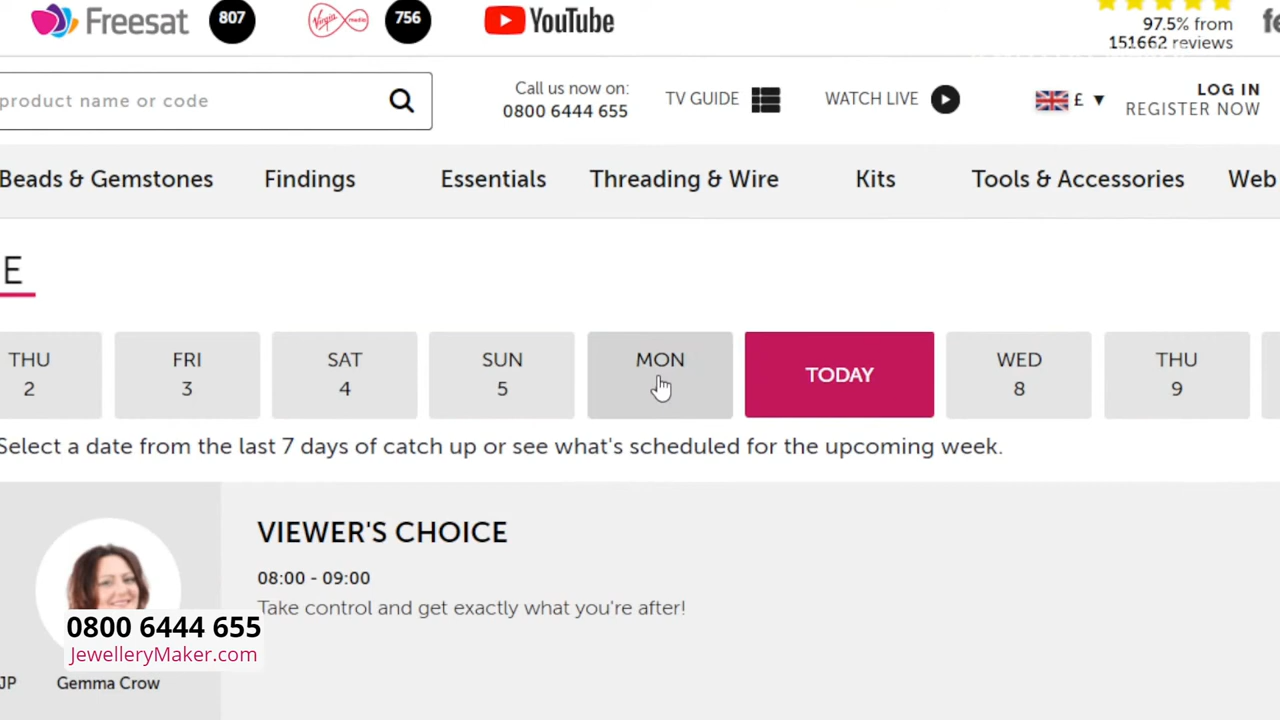 Freesat 807 Virgin media 756 YouTube
97.5% from
151662 reviews
fe
product name or code
Call us now on:
0800 6444 655
TV GUIDE
WATCH LIVE
£
LOG IN
REGISTER NOW
Beads & Gemstones Findings Essentials Threading & Wire Kits Tools & Accessories Web
E
THU
2
FRI
3
SAT
4
SUN
5
MON
TODAY
WED
8
THU
9
Select a date from the last 7 days of catch up or see what's scheduled for the upcoming week.
VIEWER'S CHOICE
08:00 - 09:00
Take control and get exactly what you're after!
0800 6444 655
JewelleryMaker.com
JP
Gemma Crow